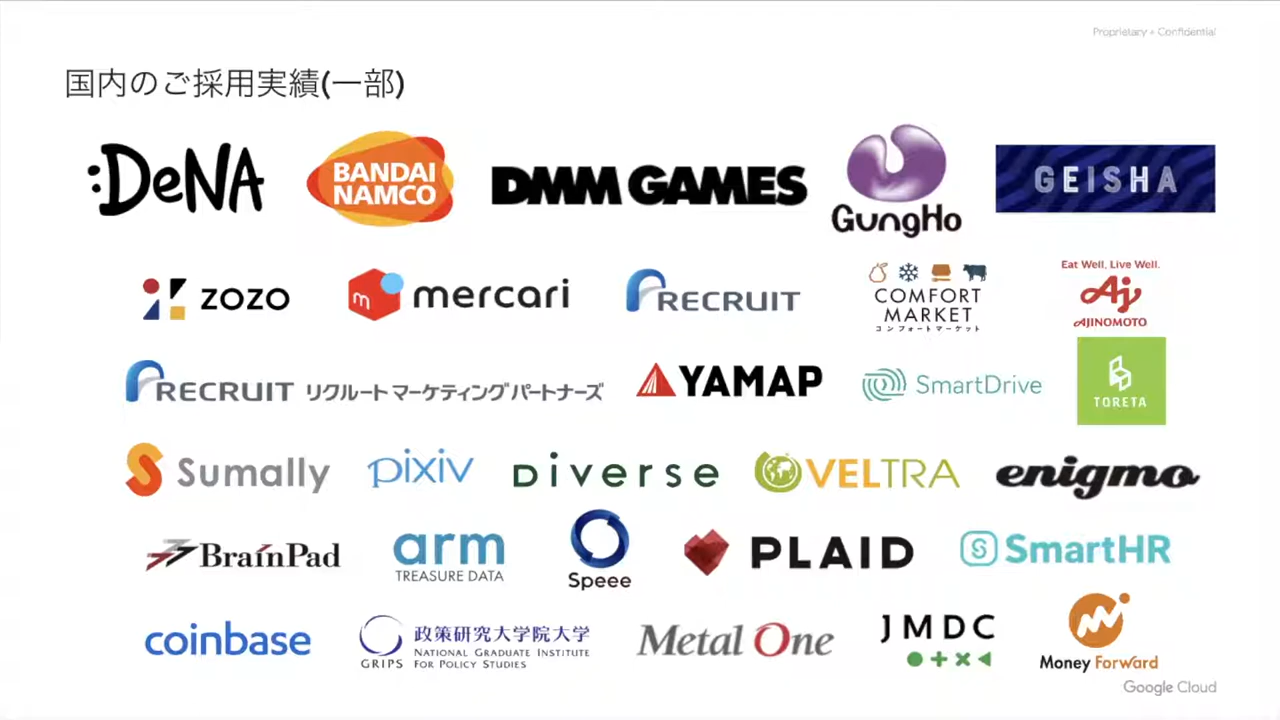 Proprietary + Confidential
国内のご採用実績(一部)
:DeNA
BANDAI
NAMCO
DMM GAMES
GungHo
GEISHA
ZOZO
m
mercari
RECRUIT
COMFORT
MARKET
コンフォートマーケット
Eat Well, Live Well.
Aj
AJINOMOTO
RECRUIT リクルート マーケティングパートナーズ
YAMAP
SmartDrive
TORETA
Sumally
pixiv
Diverse
VELTRA
enigmo
BrainPad
arm
TREASURE DATA
Speee
PLAID
S
SmartHR
coinbase
GRIPS
政策研究大学院大学
NATIONAL GRADUATE INSTITUTE
FOR POLICY STUDIES
Metal One
JMDC
Money Forward
Google Cloud